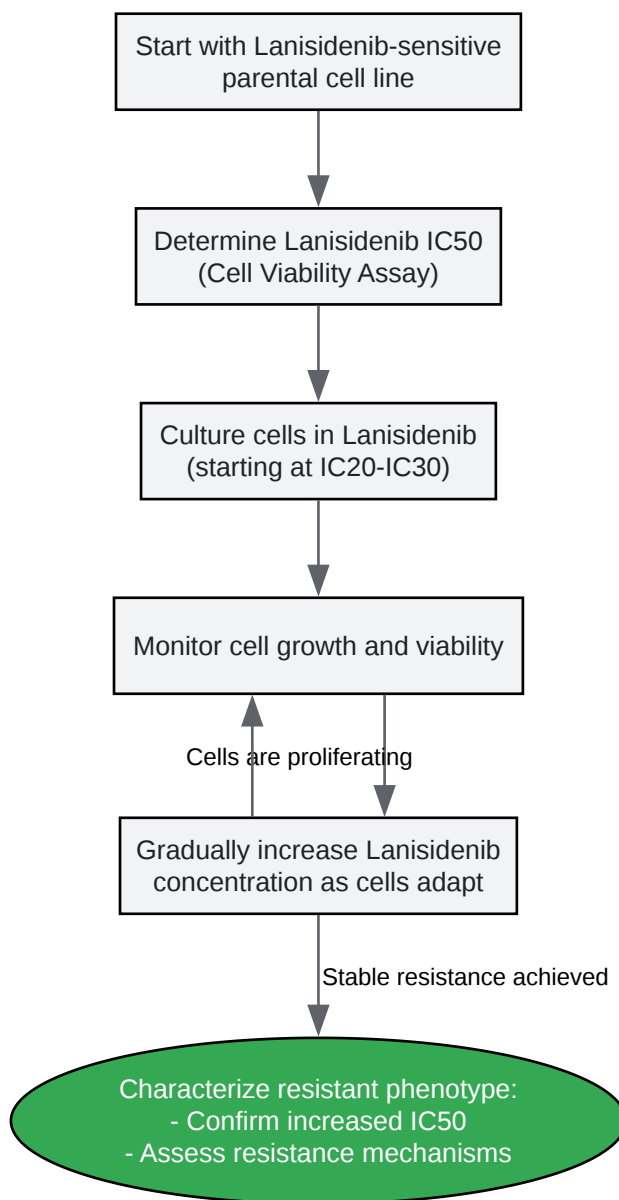 Start with Lanisidenib-sensitive
parental cell line
Determine Lanisidenib IC50
(Cell Viability Assay)
Culture cells in Lanisidenib
(starting at IC20-IC30)
Monitor cell growth and viability
Cells are proliferating
Gradually increase Lanisidenib
concentration as cells adapt
Stable resistance achieved
Characterize resistant phenotype:
- Confirm increased IC50
- Assess resistance mechanisms